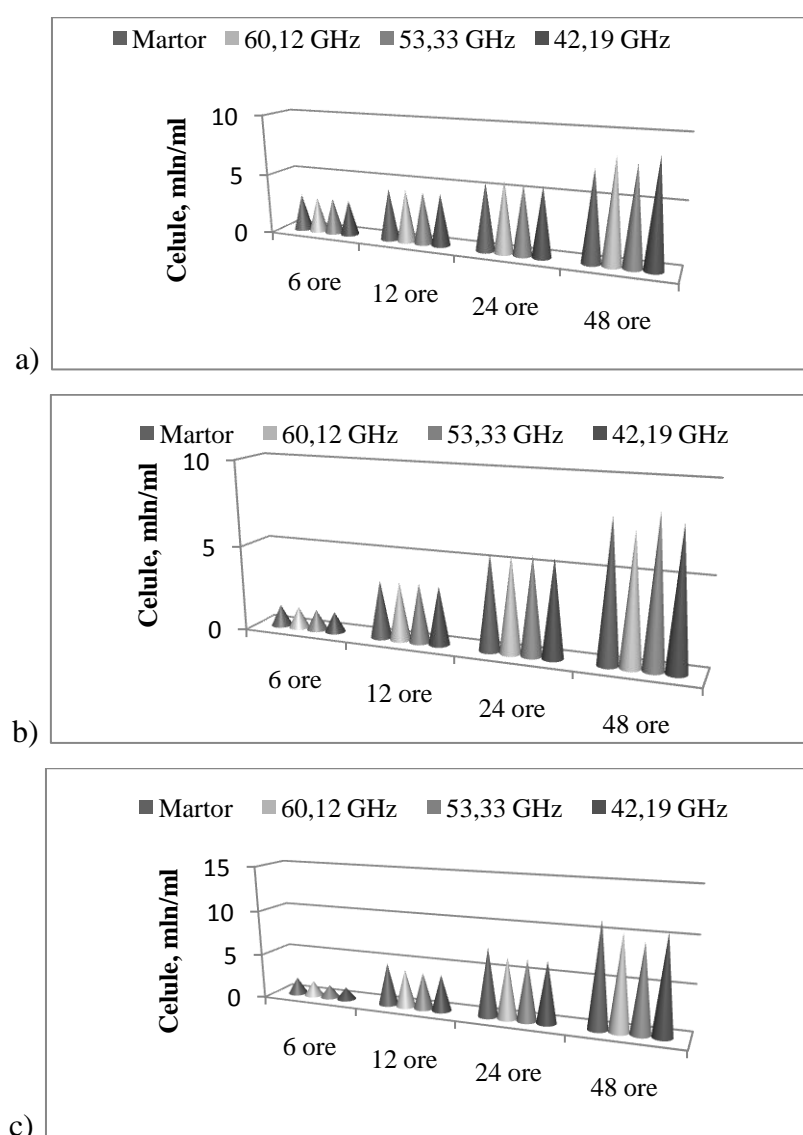 Martor 60,12 GHz 53,33 GHz 42,19 GHz
Celule, mln/ml
10
5
0
6 ore 12 ore 24 ore 48 ore
a)
Martor 60,12 GHz 53,33 GHz 42,19 GHz
Celule, mln/ml
10
5
0
6 ore 12 ore 24 ore 48 ore
b)
Martor 60,12 GHz 53,33 GHz 42,19 GHz
Celule, mln/ml
15
10
5
0
6 ore 12 ore 24 ore 48 ore
c)